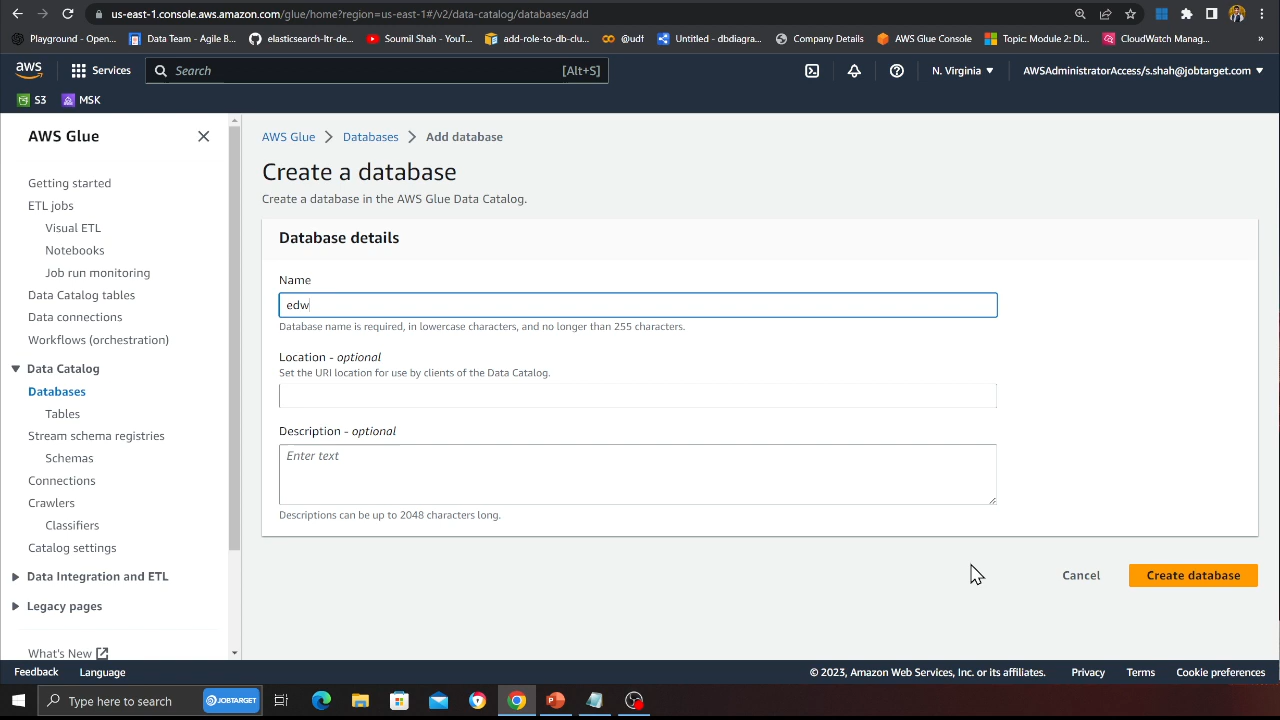 us-east-1.console.aws.amazon.com/glue/home?region=us-east-1#/v2/data-catalog/databases/add
Playground - Open... Data Team - Agile B... elasticsearch-ltr-de... Soumil Shah - YouT... add-role-to-db-clu... @udf Untitled - dbdiagra... Company Details AWS Glue Console Topic Module 2: Di... CloudWatch Manag... »
aws Services Search [Alt+S] N. Virginia AWSAdministratorAccess/s.shah@jobtarget.com
S3 MSK
AWS Glue
Getting started
ETL jobs
Visual ETL
Notebooks
Job run monitoring
Data Catalog tables
Data connections
Workflows (orchestration)
Data Catalog
Databases
Tables
Stream schema registries
Schemas
Connections
Crawlers
Classifiers
Catalog settings
Data Integration and ETL
Legacy pages
What's New
AWS Glue Databases Add database
Create a database
Create a database in the AWS Glue Data Catalog.
Database details
Name
edw
Database name is required, in lowercase characters, and no longer than 255 characters.
Location - optional
Set the URI location for use by clients of the Data Catalog.
Description - optional
Enter text
Descriptions can be up to 2048 characters long.
Cancel Create database
Feedback Language © 2023, Amazon Web Services, Inc. or its affiliates. Privacy Terms Cookie preferences
Type here to search JOBTARGET